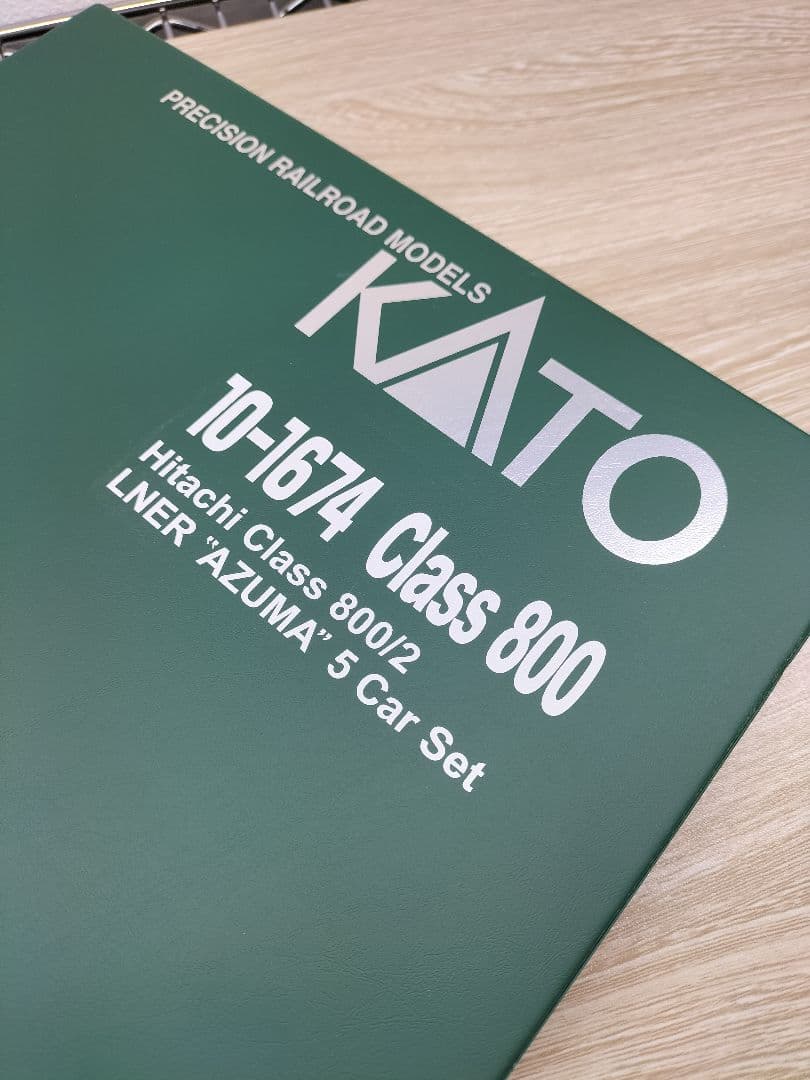 PRECISION RAILROAD MODELS
KATO
10-1674 Class 800
Hitachi Class 800/2
LNER "AZUMA" 5 Car Set